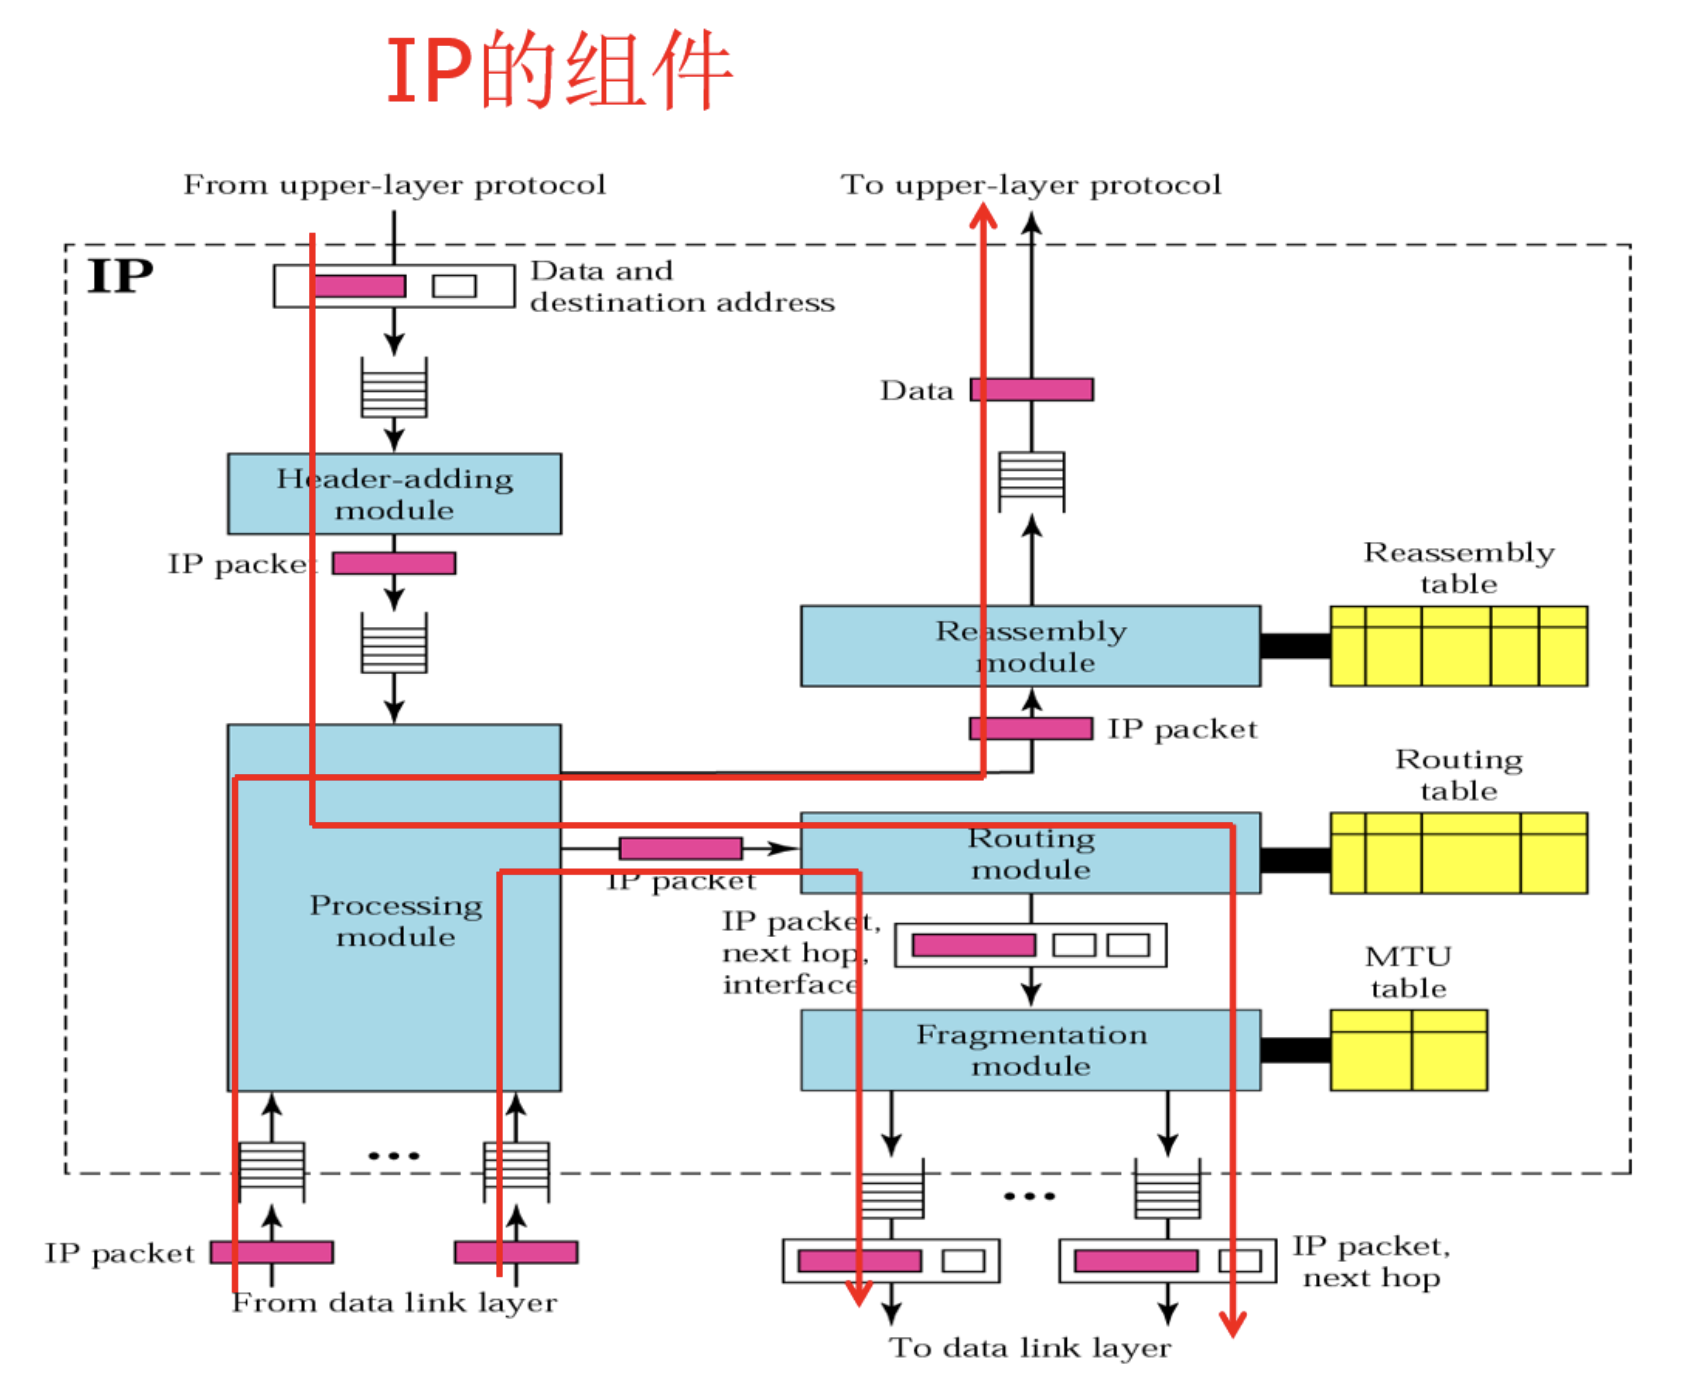 IP的组件
From upper-layer protocol
To upper-layer protocol
IP
Data and
destination address
Data
Header-adding
module
IP packet
Reassembly
table
Reassembly
module
IP packet
Routing
table
Routing
module
IP packet
Processing
module
IP packet,
next hop,
interface
MTU
table
Fragmentation
module
IP packet
From data link layer
IP packet,
next hop
To data link layer